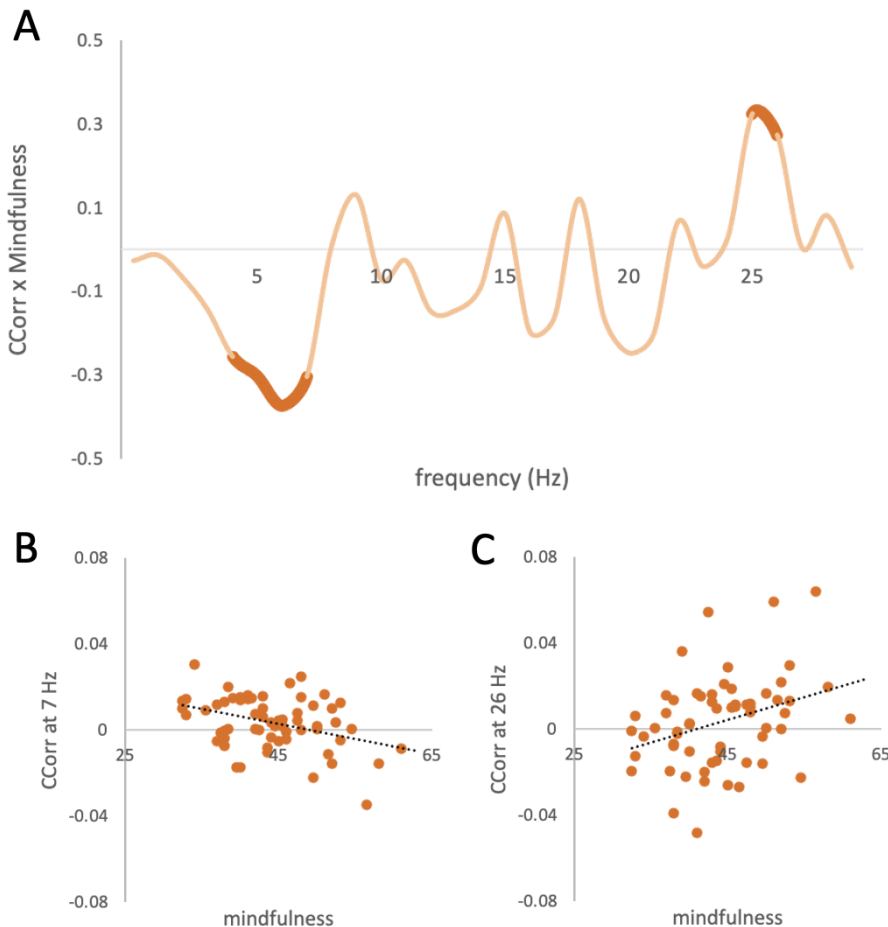 A
CCorr x Mindfulness
0.5
0.3
0.1
-0.1
-0.3
-0.5
5 10 15 20 25
frequency (Hz)
B
CCorr at 7 Hz
0.08
0.04
0
-0.04
-0.08
25 45 65
mindfulness
C
CCorr at 26 Hz
0.08
0.04
0
-0.04
-0.08
25 45 65
mindfulness